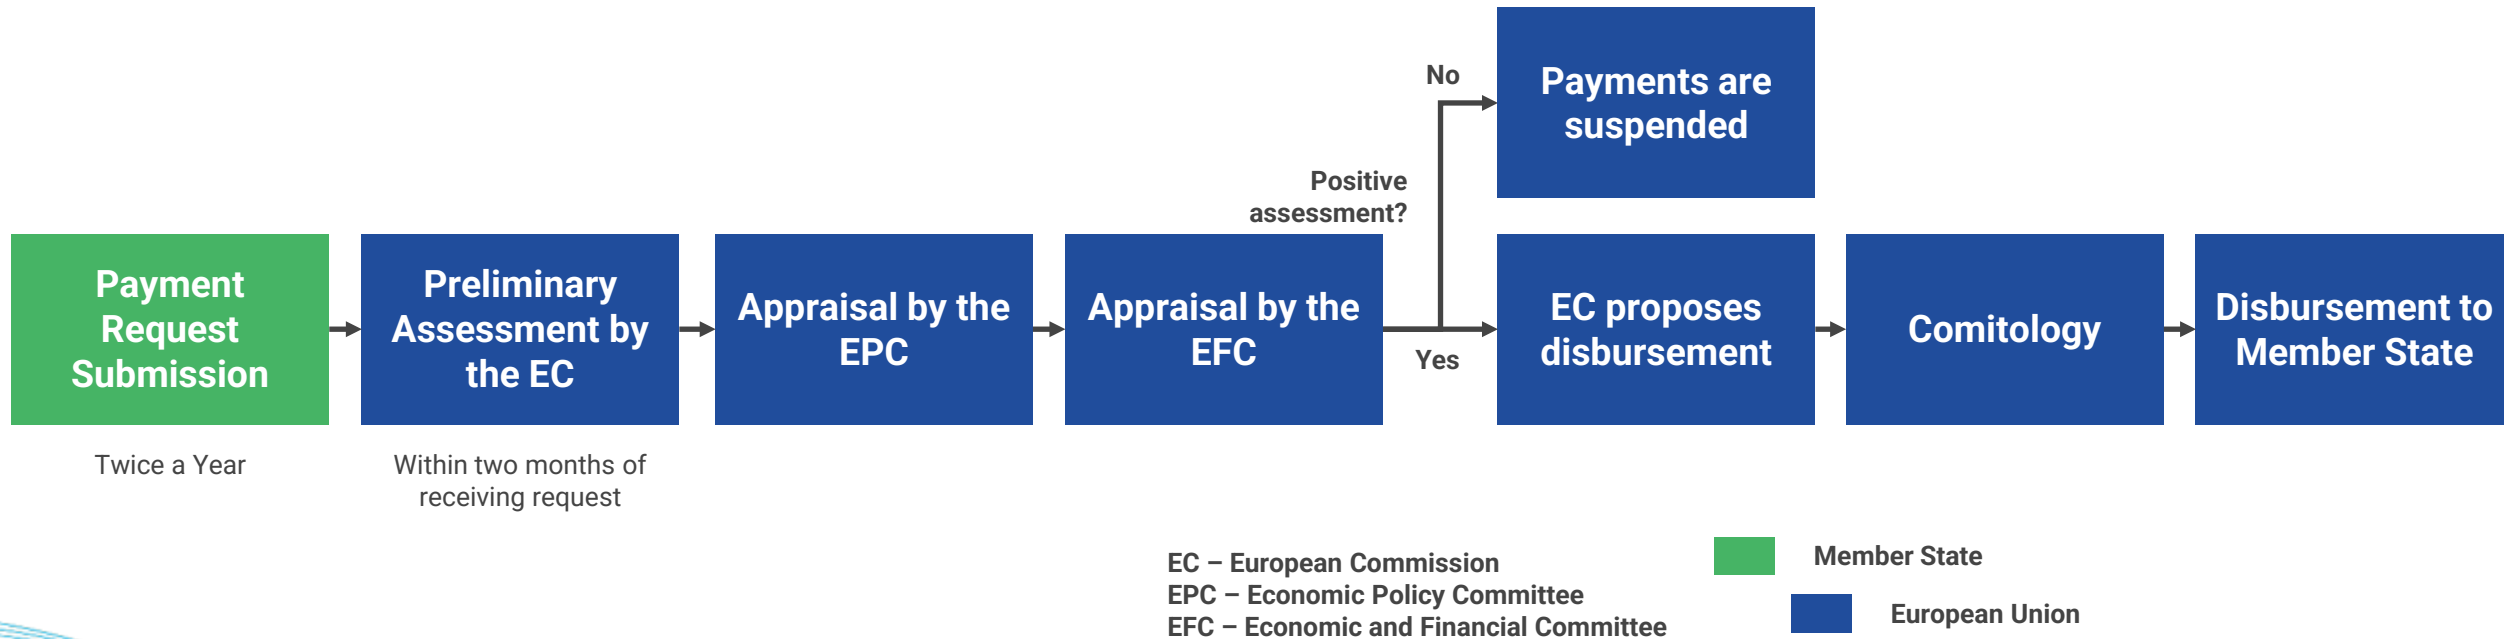 Payment
Request
Submission
Twice a Year
Preliminary
Assessment by
the EC
Within two months of
receiving request
Appraisal by the
EPC
Appraisal by the
EFC
Positive
assessment?
No
Payments are
suspended
Yes
EC proposes
disbursement
Comitology
Disbursement to
Member State
EC – European Commission
EPC – Economic Policy Committee
EFC – Economic and Financial Committee
Member State
European Union